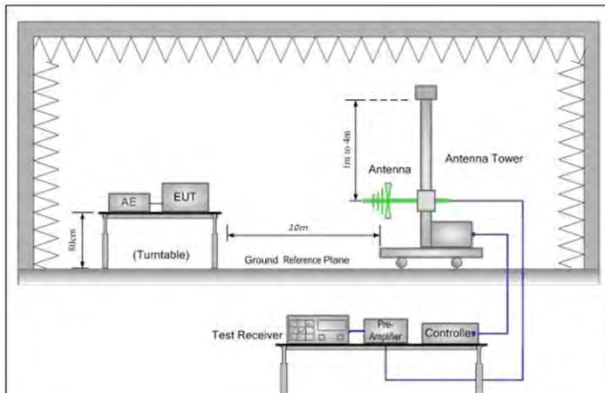 1m to 4m
Antenna
Antenna Tower
AE
EUT
80cm
(Turntable)
10m
Ground Reference Plane
Test Receiver
Pre-
Amplifier
Controller